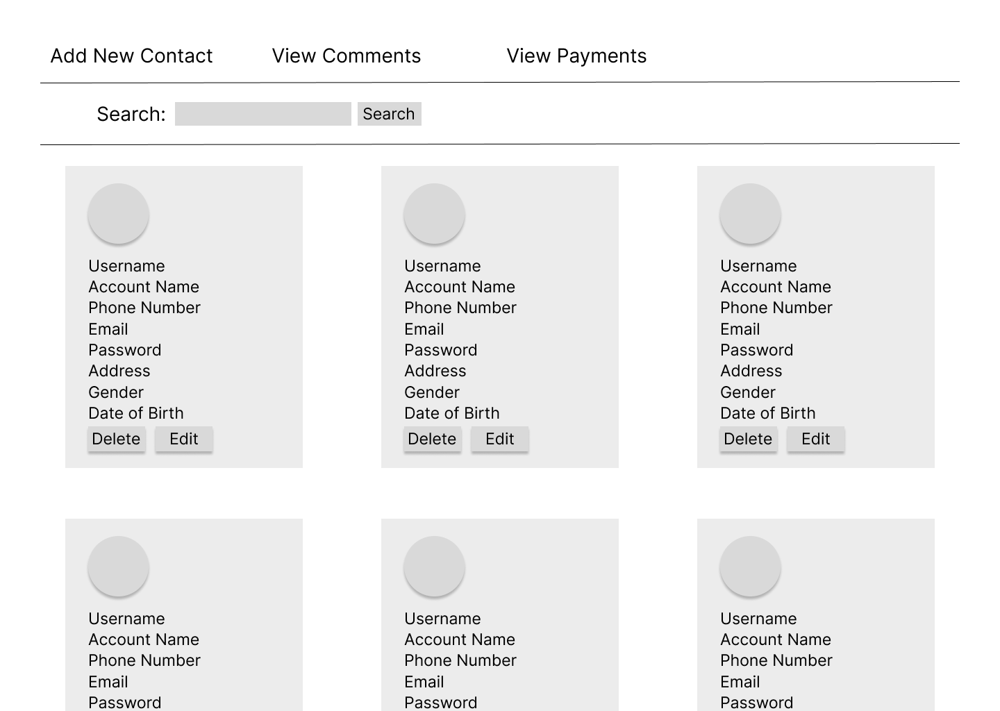 Add New Contact View Comments View Payments
Search: Search
Username Username Username
Account Name Account Name Account Name
Phone Number Phone Number Phone Number
Email Email Email
Password Password Password
Address Address Address
Gender Gender Gender
Date of Birth Date of Birth Date of Birth
Delete Edit Delete Edit Delete Edit
Username Username Username
Account Name Account Name Account Name
Phone Number Phone Number Phone Number
Email Email Email
Password Password Password